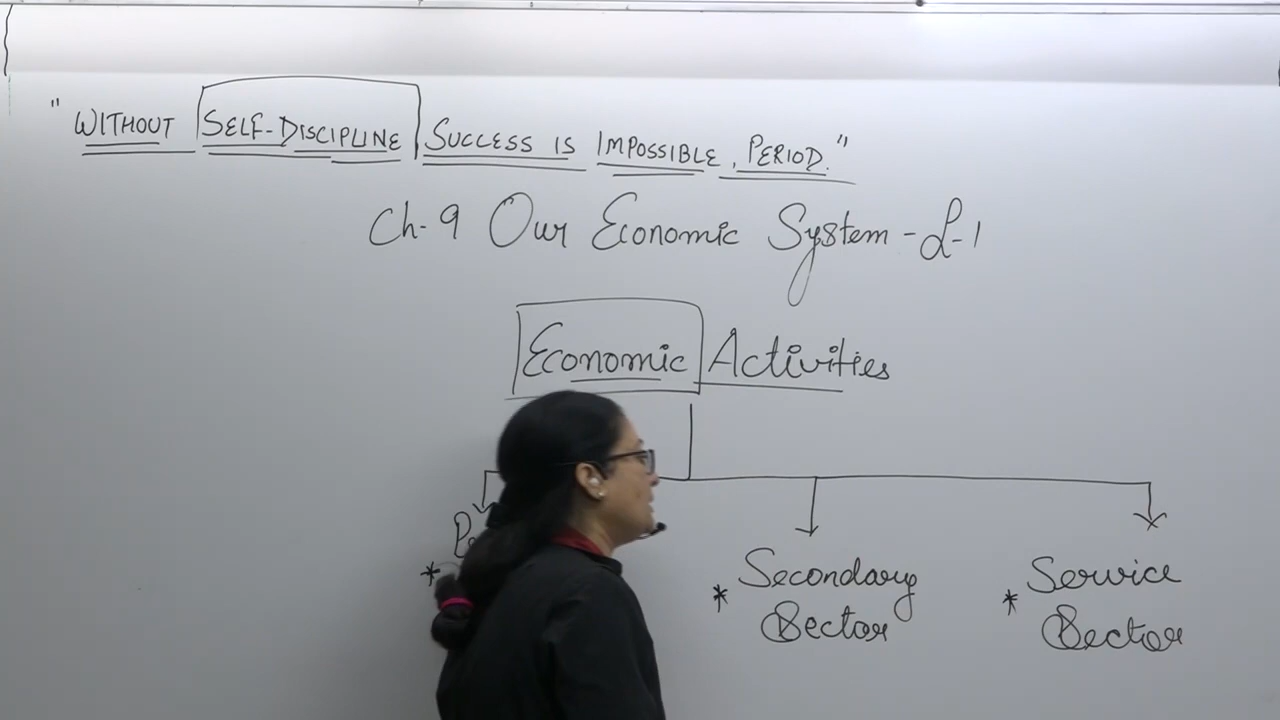 "WITHOUT SELF-DISCIPLINE SUCCESS IS IMPOSSIBLE, PERIOD."
Ch-9 Our Economic System - L-1
Economic Activities
* Secondary Sector
* Service Sector